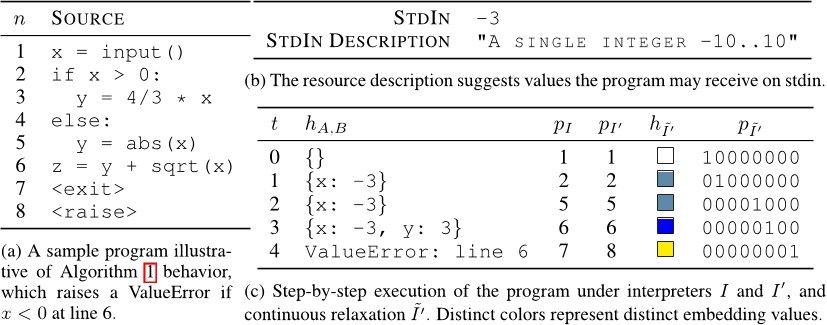 n SOURCE
1 x = input()
2 if x > 0:
3 y = 4/3 * x
4 else:
5 y = abs(x)
6 z = y + sqrt(x)
7 <exit>
8 <raise>
(a) A sample program illustra-
tive of Algorithm 1 behavior,
which raises a ValueError if
x < 0 at line 6.
STDIN -3
STDIN DESCRIPTION "A SINGLE INTEGER -10..10"
(b) The resource description suggests values the program may receive on stdin.
t h_{A,B} p_I p_{I'} h_{Ĩ'} p_{Ĩ'}
0 {} 1 1 10000000
1 {x: -3} 2 2 01000000
2 {x: -3} 5 5 00001000
3 {x: -3, y: 3} 6 6 00000100
4 ValueError: line 6 7 8 00000001
(c) Step-by-step execution of the program under interpreters I and I', and
continuous relaxation Ĩ'. Distinct colors represent distinct embedding values.